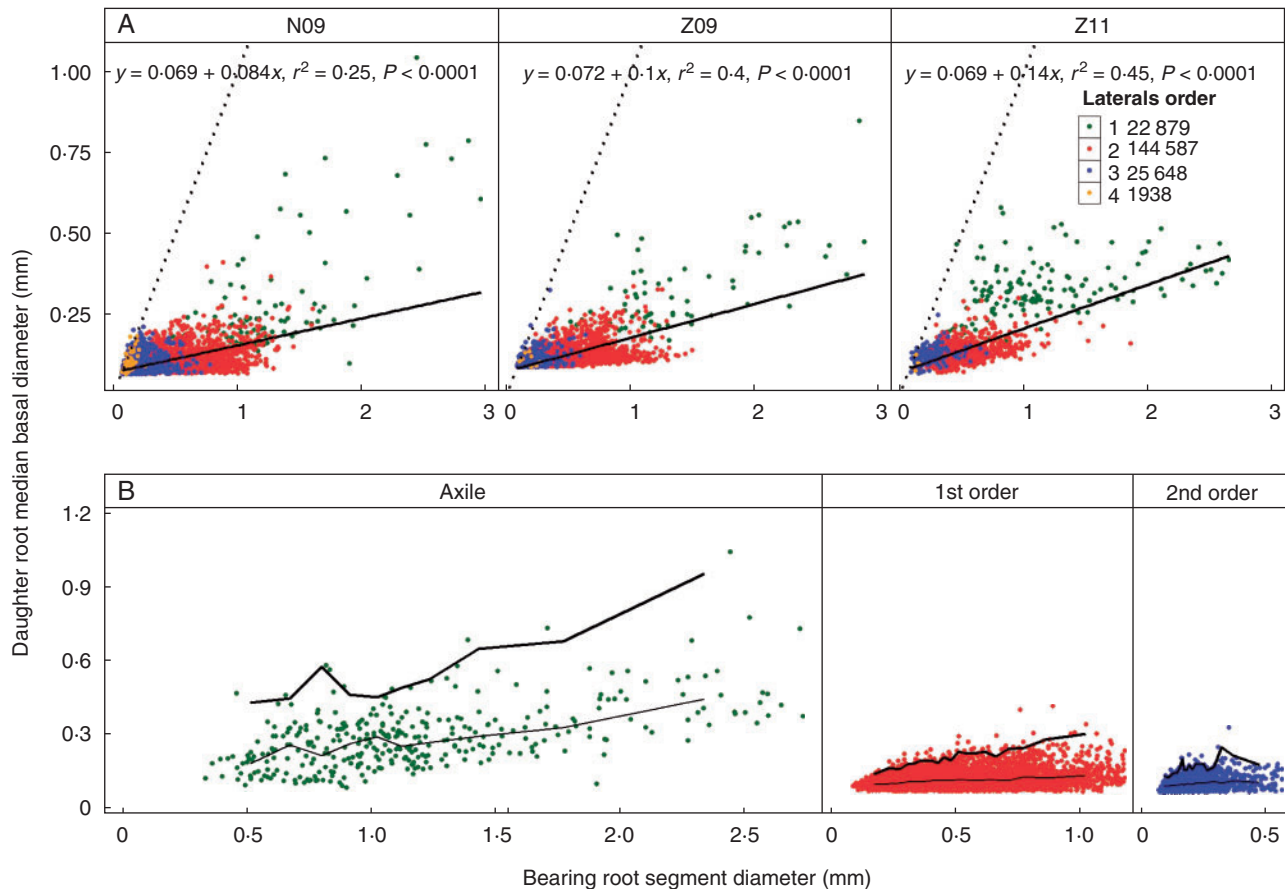 A
N09
Z09
Z11
y = 0·069 + 0·084x, r² = 0·25, P < 0·0001
y = 0·072 + 0·1x, r² = 0·4, P < 0·0001
y = 0·069 + 0·14x, r² = 0·45, P < 0·0001
Laterals order
1 22 879
2 144 587
3 25 648
4 1938
1·00
0·75
0·50
0·25
0 1 2 3
0 1 2 3
0 1 2 3
Daughter root median basal diameter (mm)
B
Axile
1st order
2nd order
1·2
0·9
0·6
0·3
0
0 0·5 1·0 1·5 2·0 2·5
0 0·5 1·0
0 0·5
Bearing root segment diameter (mm)